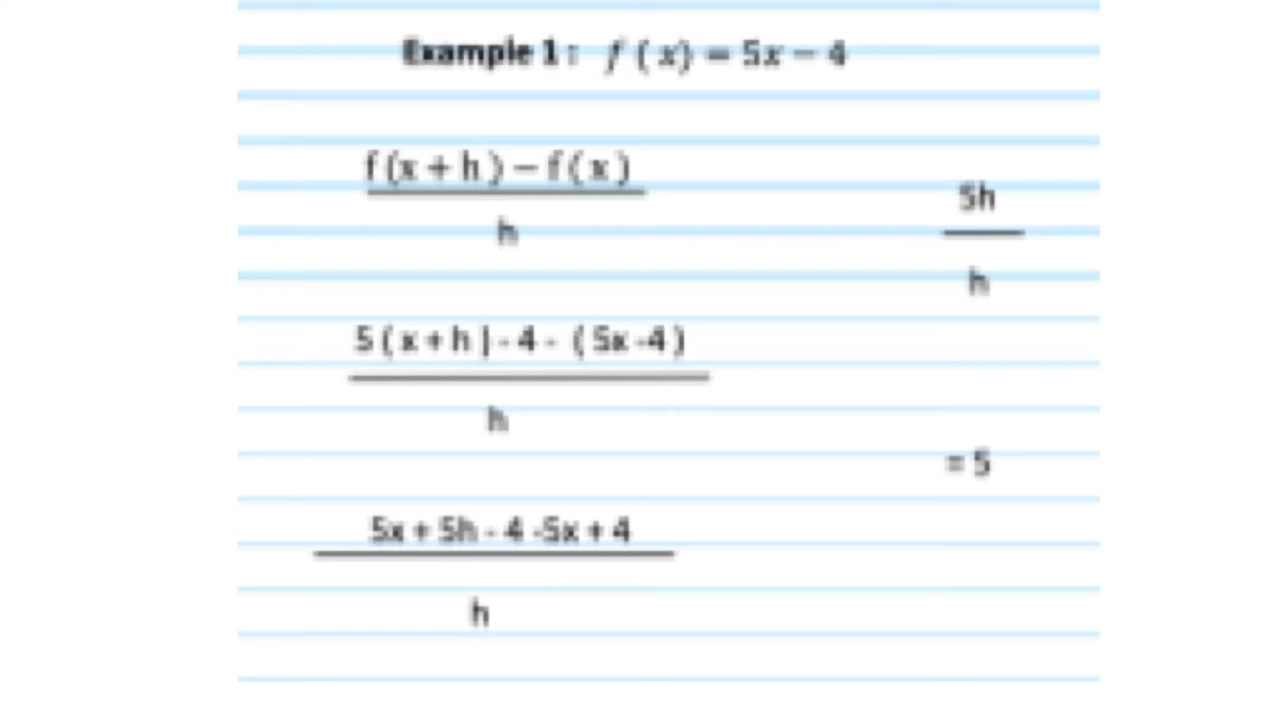 Example 1: f (x) = 5x − 4
f (x + h) − f (x)
h
5 (x + h) - 4 - (5x -4)
h
5x + 5h - 4 -5x + 4
h
5h
h
= 5